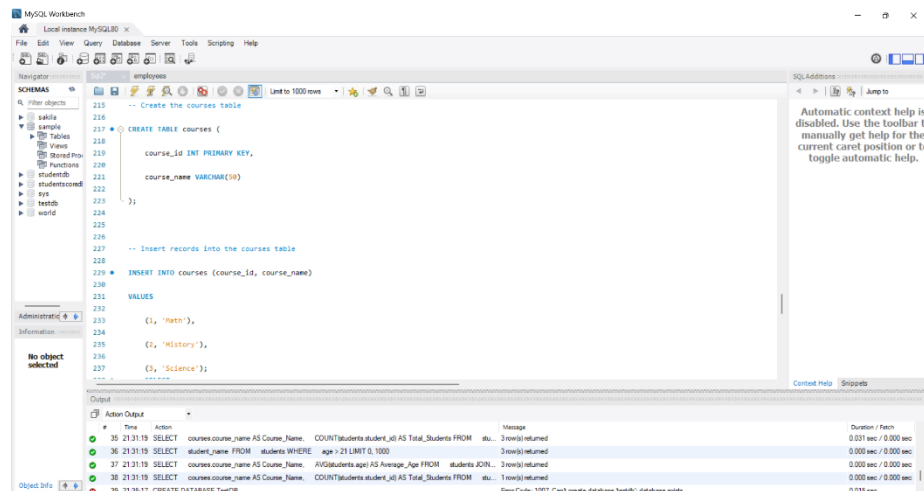 MySQL Workbench
Local instance MySQL80 ×
File Edit View Query Database Server Tools Scripting Help
Navigator
employees
SQLAdditions
SCHEMAS
Limit to 1000 rows
Jump to
Filter objects
sakila
sample
Tables
Views
Stored Pro
Functions
studentdb
studentscoredl
sys
testdb
world
215 -- Create the courses table
216
217 CREATE TABLE courses (
218
219 course_id INT PRIMARY KEY,
220
221 course_name VARCHAR(50)
222
223 );
224
225
226
227 -- Insert records into the courses table
228
229 INSERT INTO courses (course_id, course_name)
230
231 VALUES
232
233 (1, 'Math'),
234
235 (2, 'History'),
236
237 (3, 'Science');
Automatic context help is
disabled. Use the toolbar t
manually get help for the
current caret position or t
toggle automatic help.
Administratio
Information
No object
selected
Object Info
Context Help Snippets
Output
Action Output
# Time Action Message Duration / Fetch
35 21:31:19 SELECT courses.course_name AS Course_Name, COUNT(students.student_id) AS Total_Students FROM stu... 3 row(s) returned 0.031 sec / 0.000 sec
36 21:31:19 SELECT student_name FROM students WHERE age > 21 LIMIT 0, 1000 3 row(s) returned 0.000 sec / 0.000 sec
37 21:31:19 SELECT courses.course_name AS Course_Name, AVG(students.age) AS Average_Age FROM students JOIN... 3 row(s) returned 0.000 sec / 0.000 sec
38 21:31:19 SELECT courses.course_name AS Course_Name, COUNT(students.student_id) AS Total_Students FROM stu... 1 row(s) returned 0.000 sec / 0.000 sec